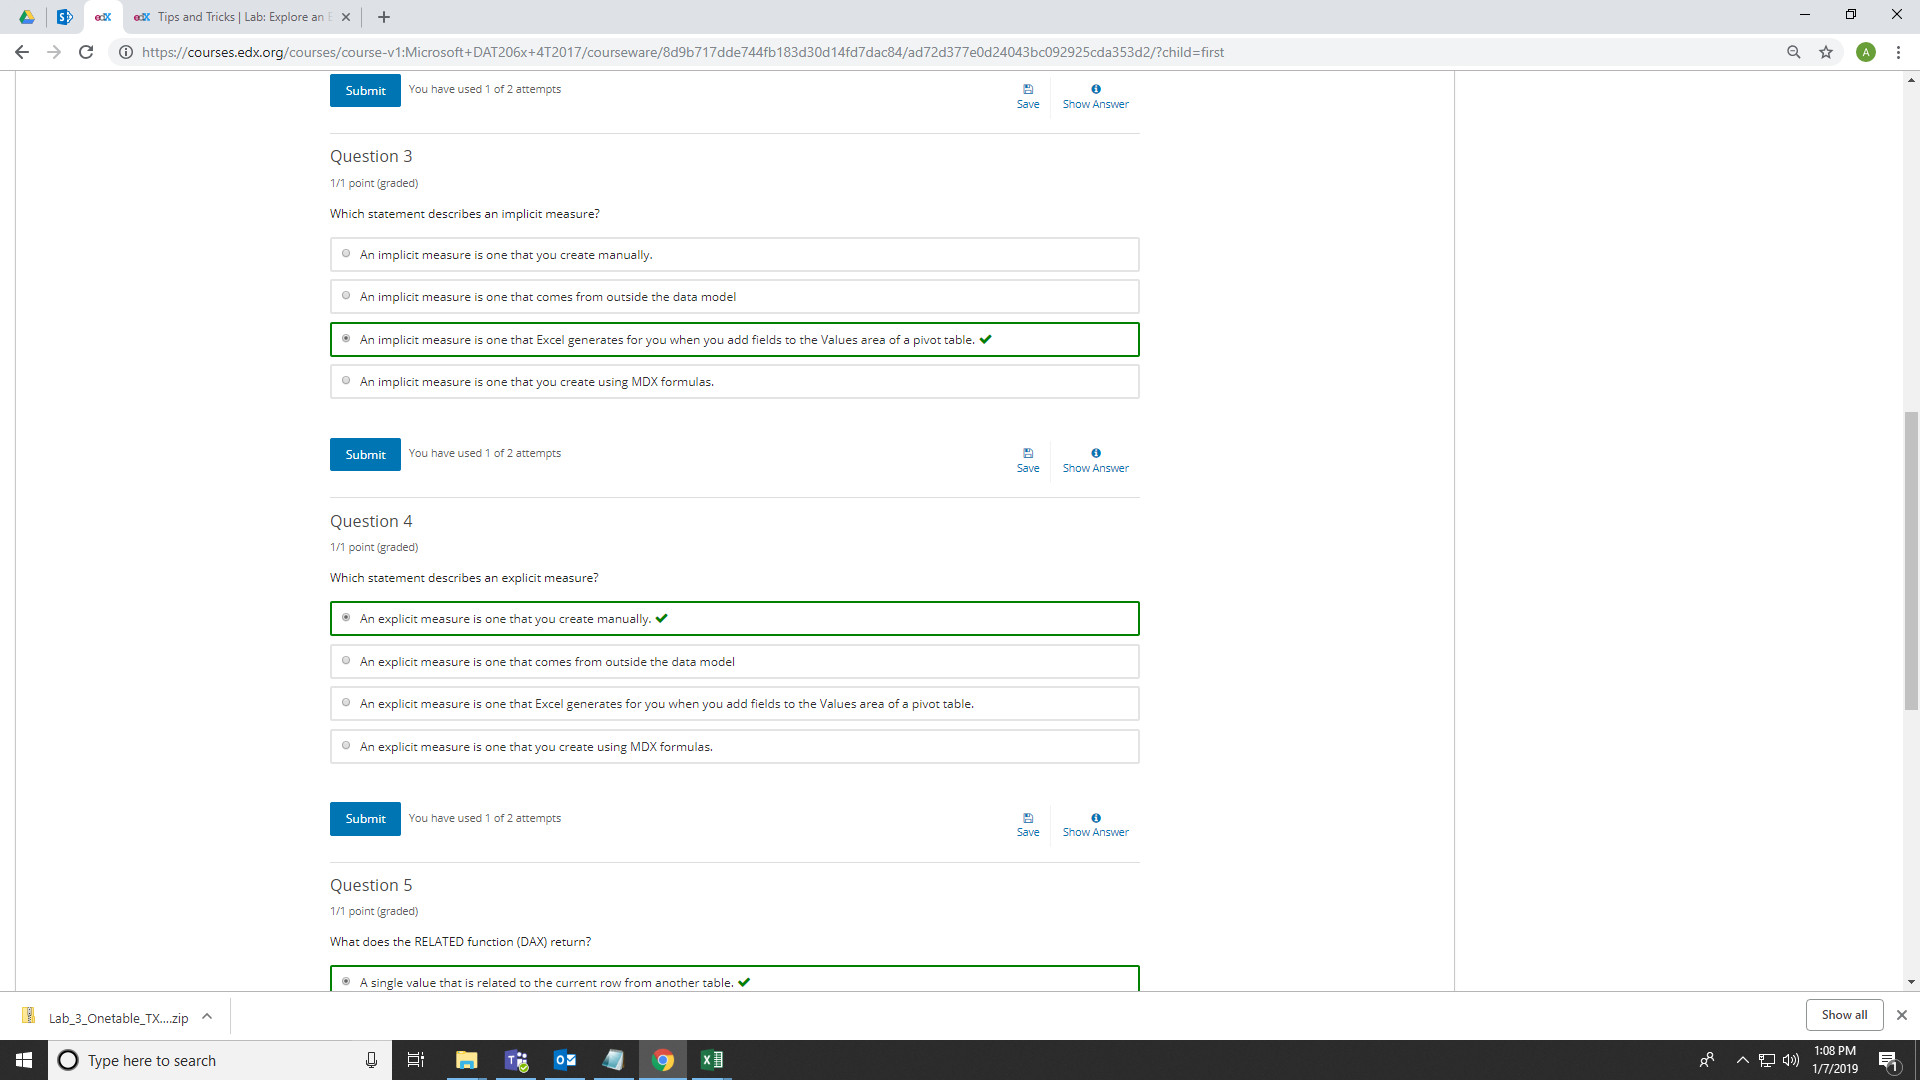 Tips and Tricks | Lab: Explore an E
https://courses.edx.org/courses/course-v1:Microsoft+DAT206x+4T2017/courseware/8d9b717dde744fb183d30d14fd7dac84/ad72d377e0d24043bc092925cda353d2/?child=first
A
Submit You have used 1 of 2 attempts
Save Show Answer
Question 3
1/1 point (graded)
Which statement describes an implicit measure?
An implicit measure is one that you create manually.
An implicit measure is one that comes from outside the data model
An implicit measure is one that Excel generates for you when you add fields to the Values area of a pivot table.
An implicit measure is one that you create using MDX formulas.
Submit You have used 1 of 2 attempts
Save Show Answer
Question 4
1/1 point (graded)
Which statement describes an explicit measure?
An explicit measure is one that you create manually.
An explicit measure is one that comes from outside the data model
An explicit measure is one that Excel generates for you when you add fields to the Values area of a pivot table.
An explicit measure is one that you create using MDX formulas.
Submit You have used 1 of 2 attempts
Save Show Answer
Question 5
1/1 point (graded)
What does the RELATED function (DAX) return?
A single value that is related to the current row from another table.
Lab_3_Onetable_TX....zip
Show all
Type here to search
1:08 PM
1/7/2019
1